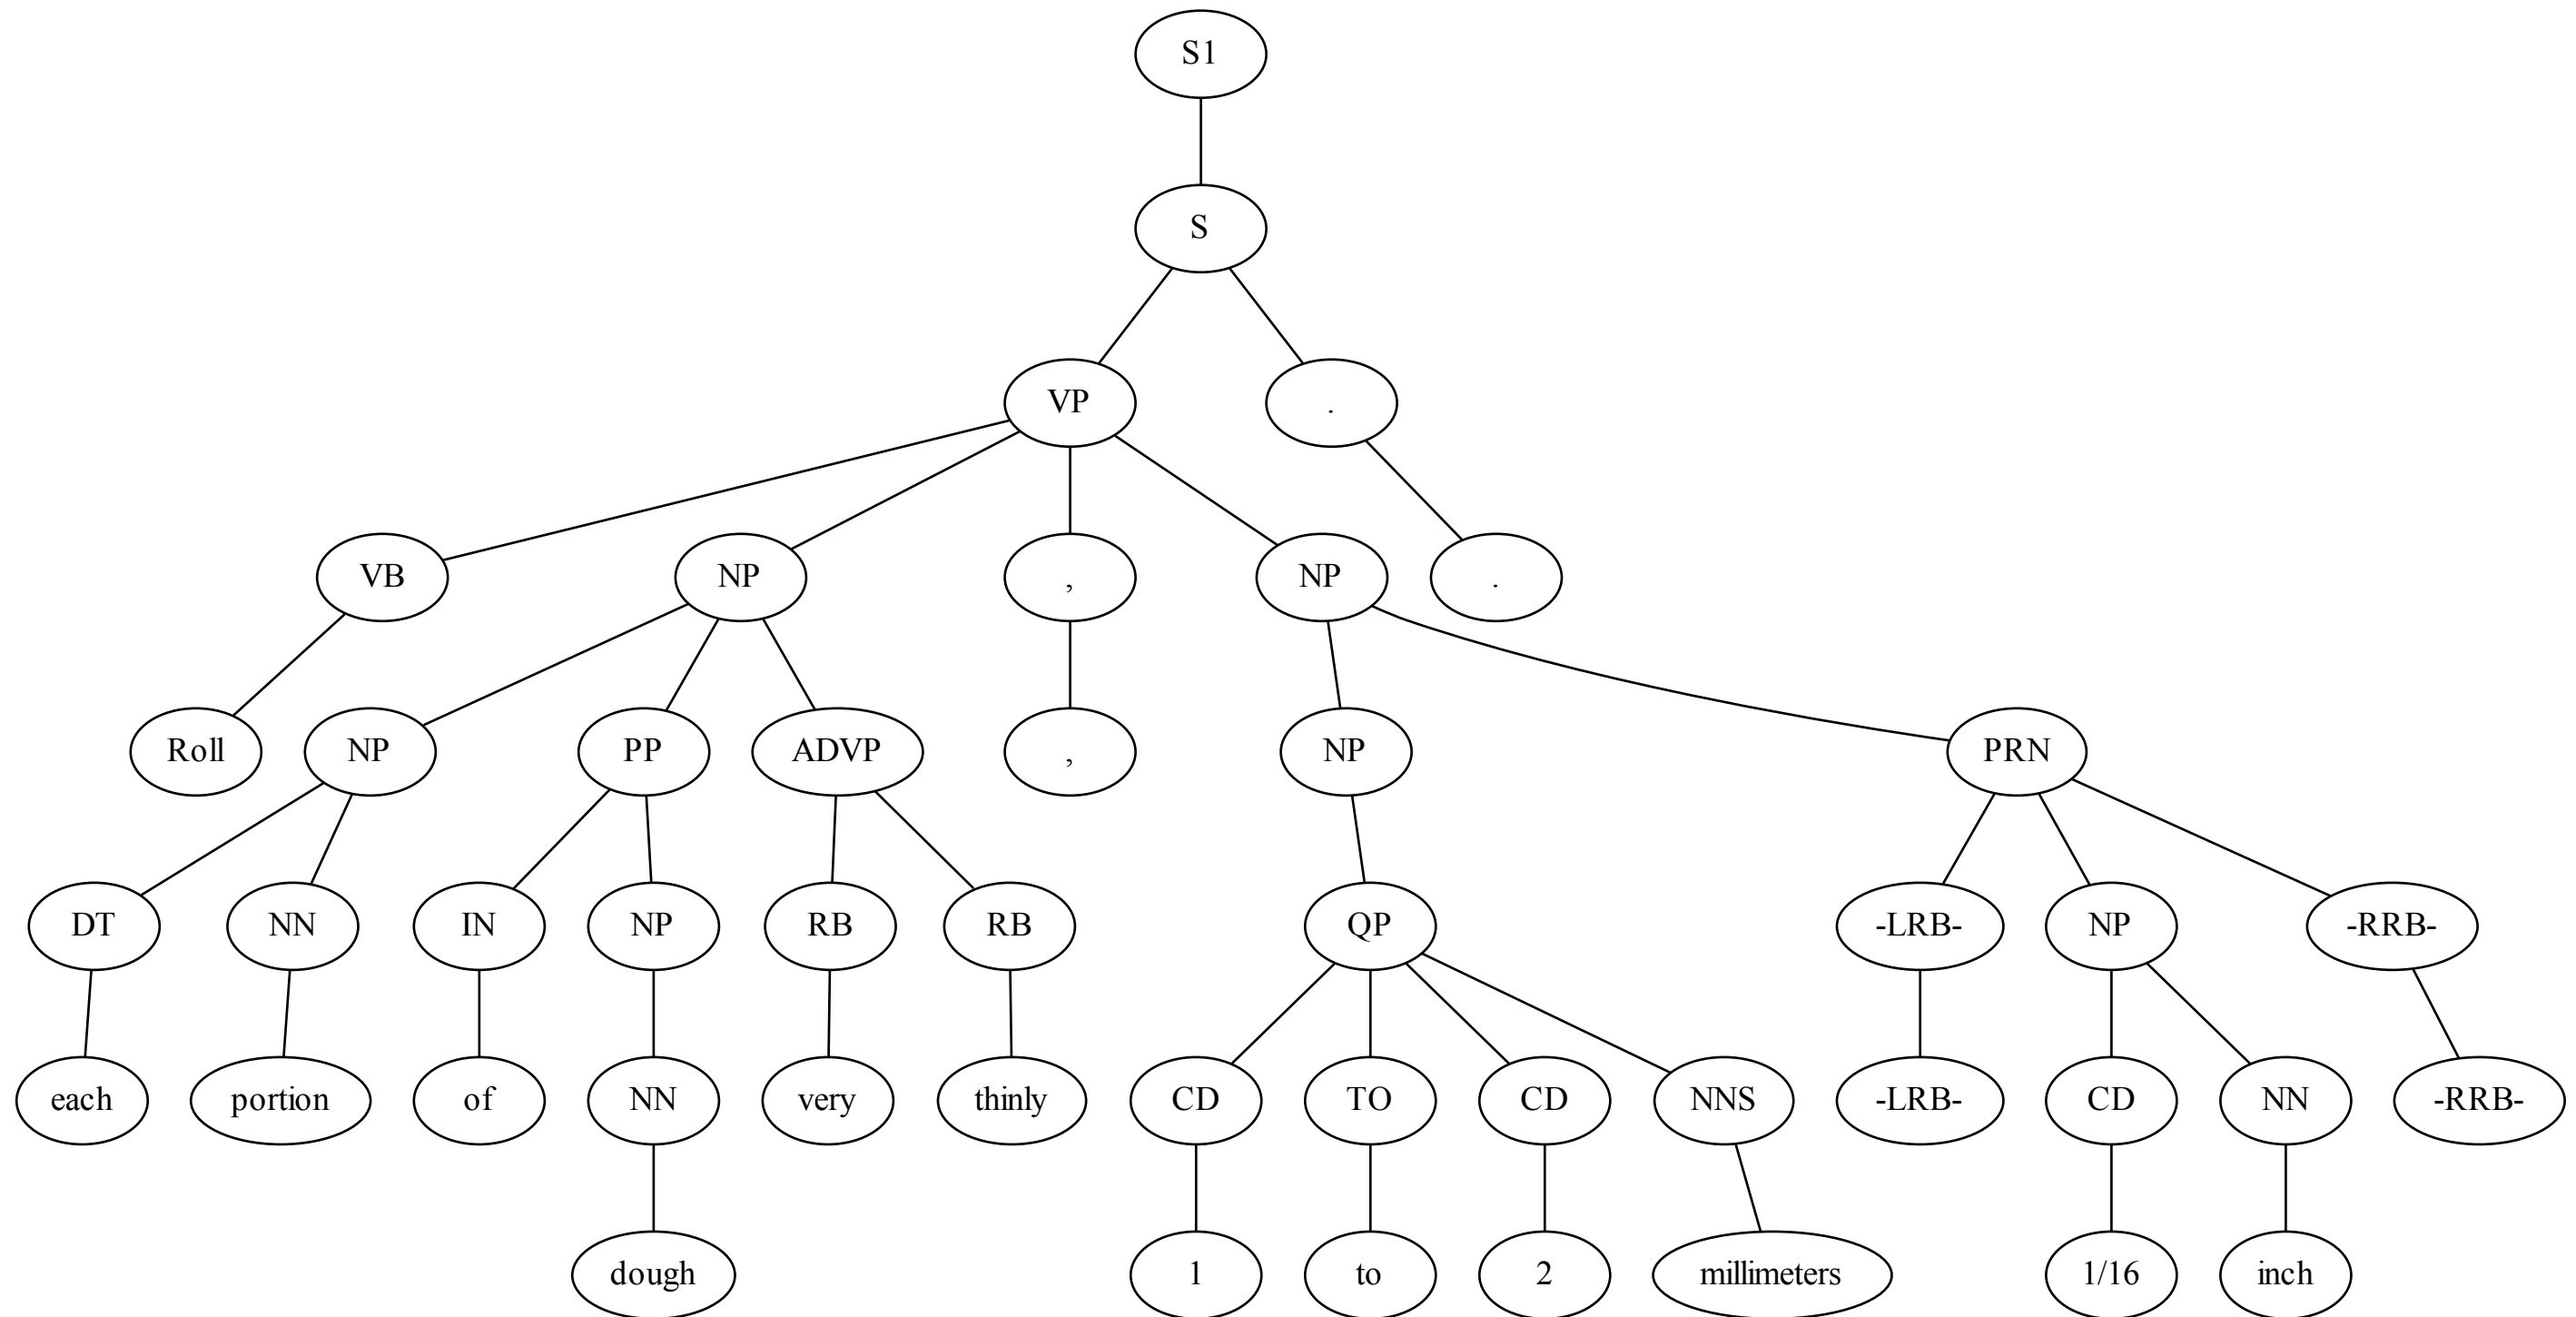 S1
S
VP .
VB NP , NP .
Roll NP PP ADVP , NP PRN
DT NN IN NP RB RB QP -LRB- NP -RRB-
each portion of NN very thinly CD TO CD NNS -LRB- CD NN -RRB-
dough 1 to 2 millimeters 1/16 inch